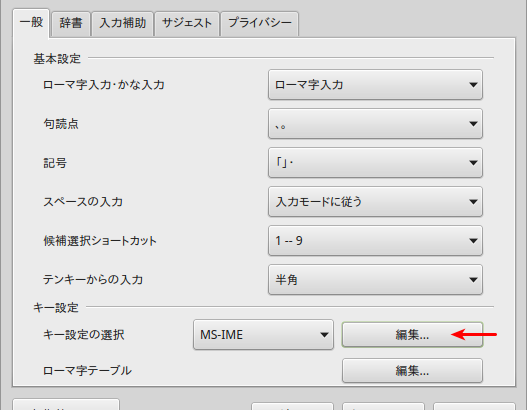 一般 辞書 入力補助 サジェスト プライバシー
基本設定
ローマ字入力・かな入力 ローマ字入力
句読点 、。
記号 「」・
スペースの入力 入力モードに従う
候補選択ショートカット 1 -- 9
テンキーからの入力 半角
キー設定
キー設定の選択 MS-IME 編集...
ローマ字テーブル 編集...